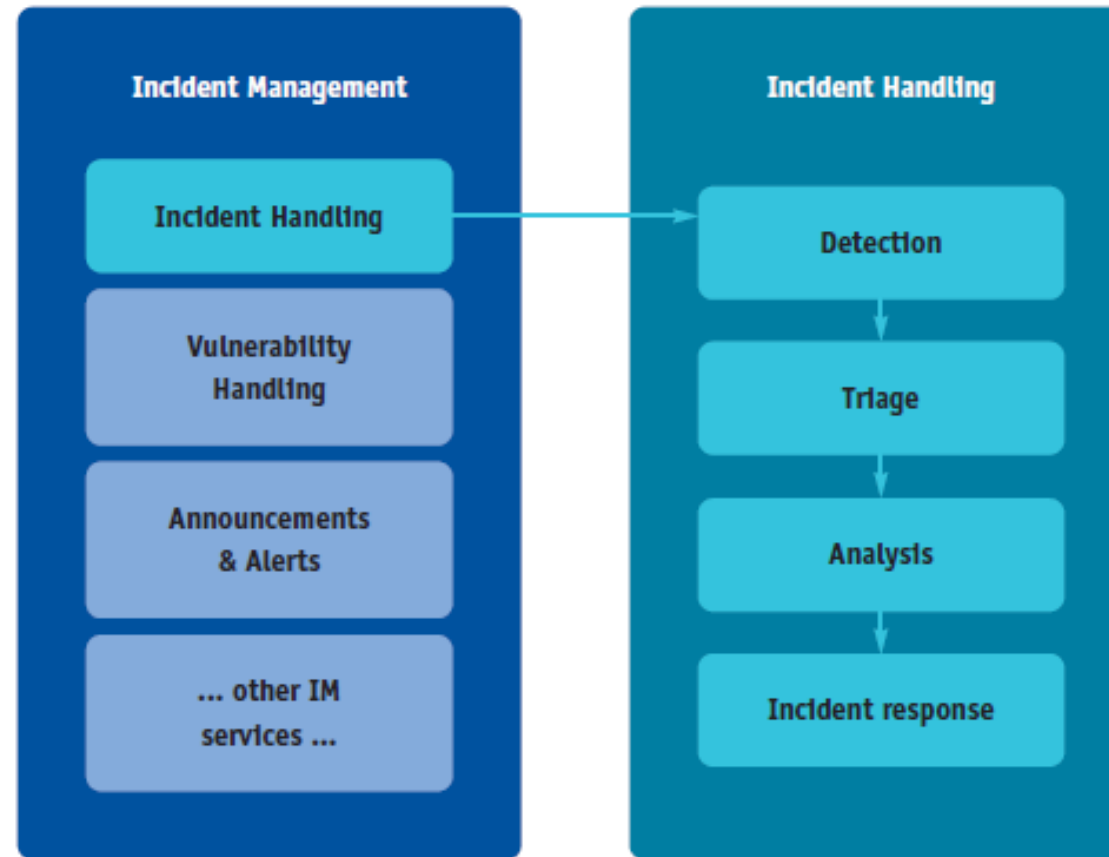 Incident Management
Incident Handling
Vulnerability
Handling
Announcements
& Alerts
... other IM
services ...
Incident Handling
Detection
Triage
Analysis
Incident response